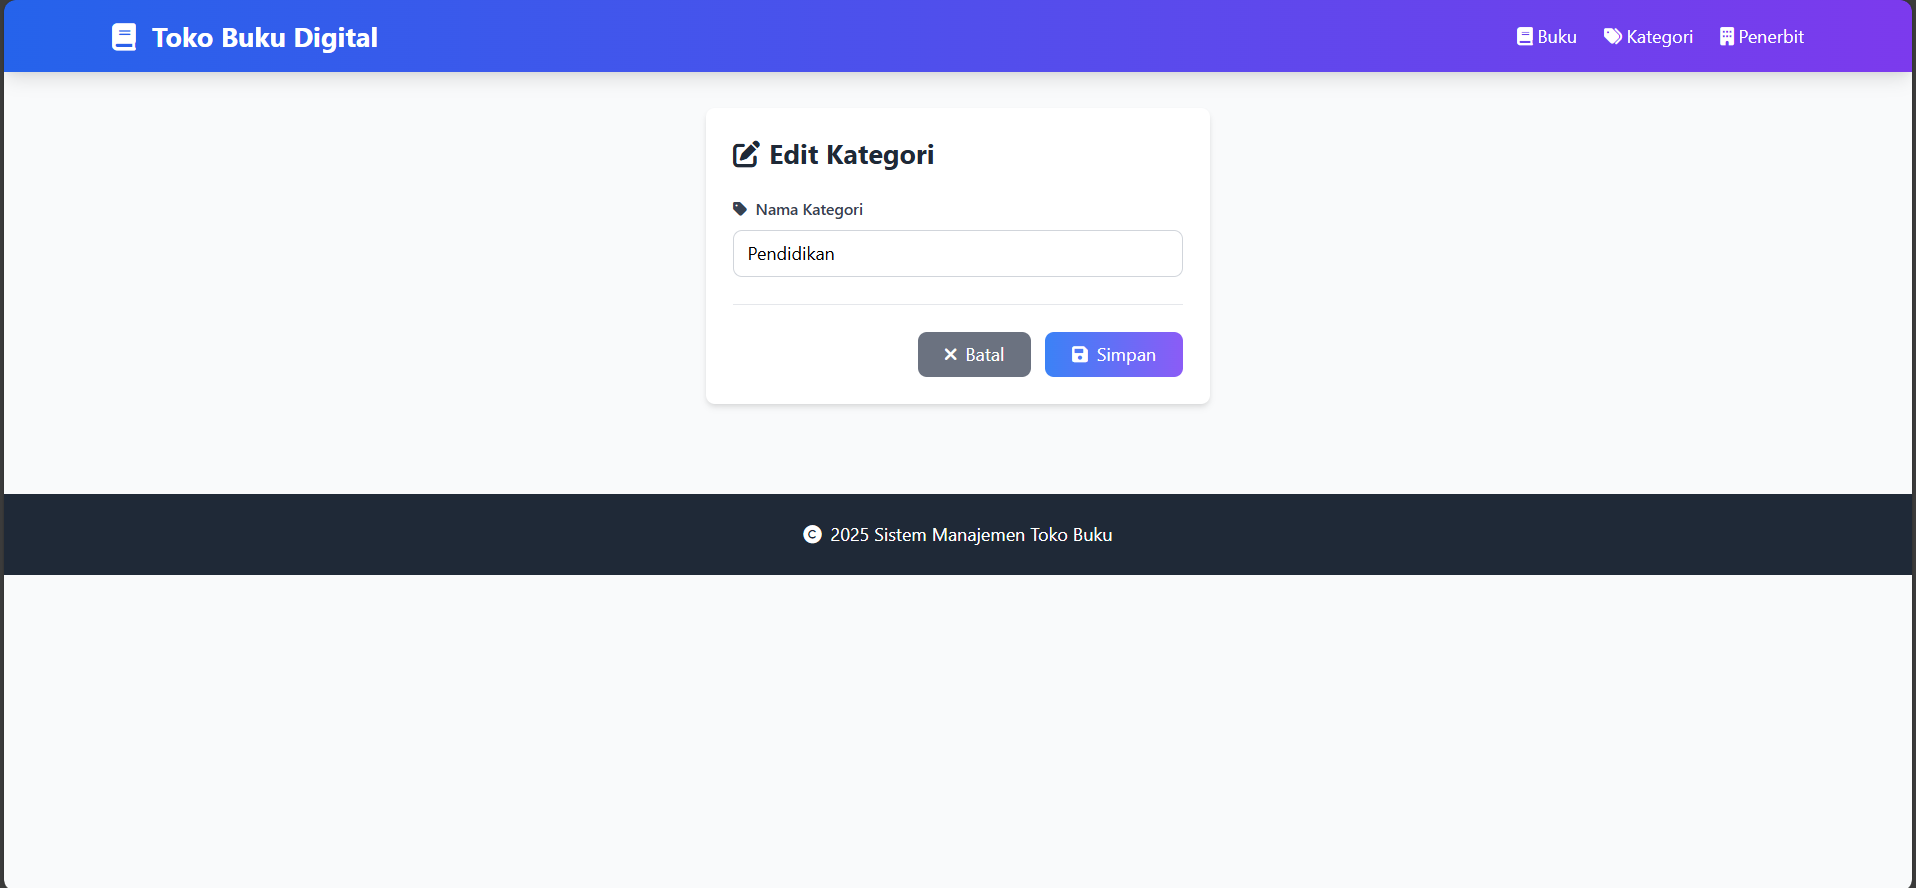 Toko Buku Digital
Buku Kategori Penerbit
Edit Kategori
Nama Kategori
Pendidikan
Batal Simpan
© 2025 Sistem Manajemen Toko Buku